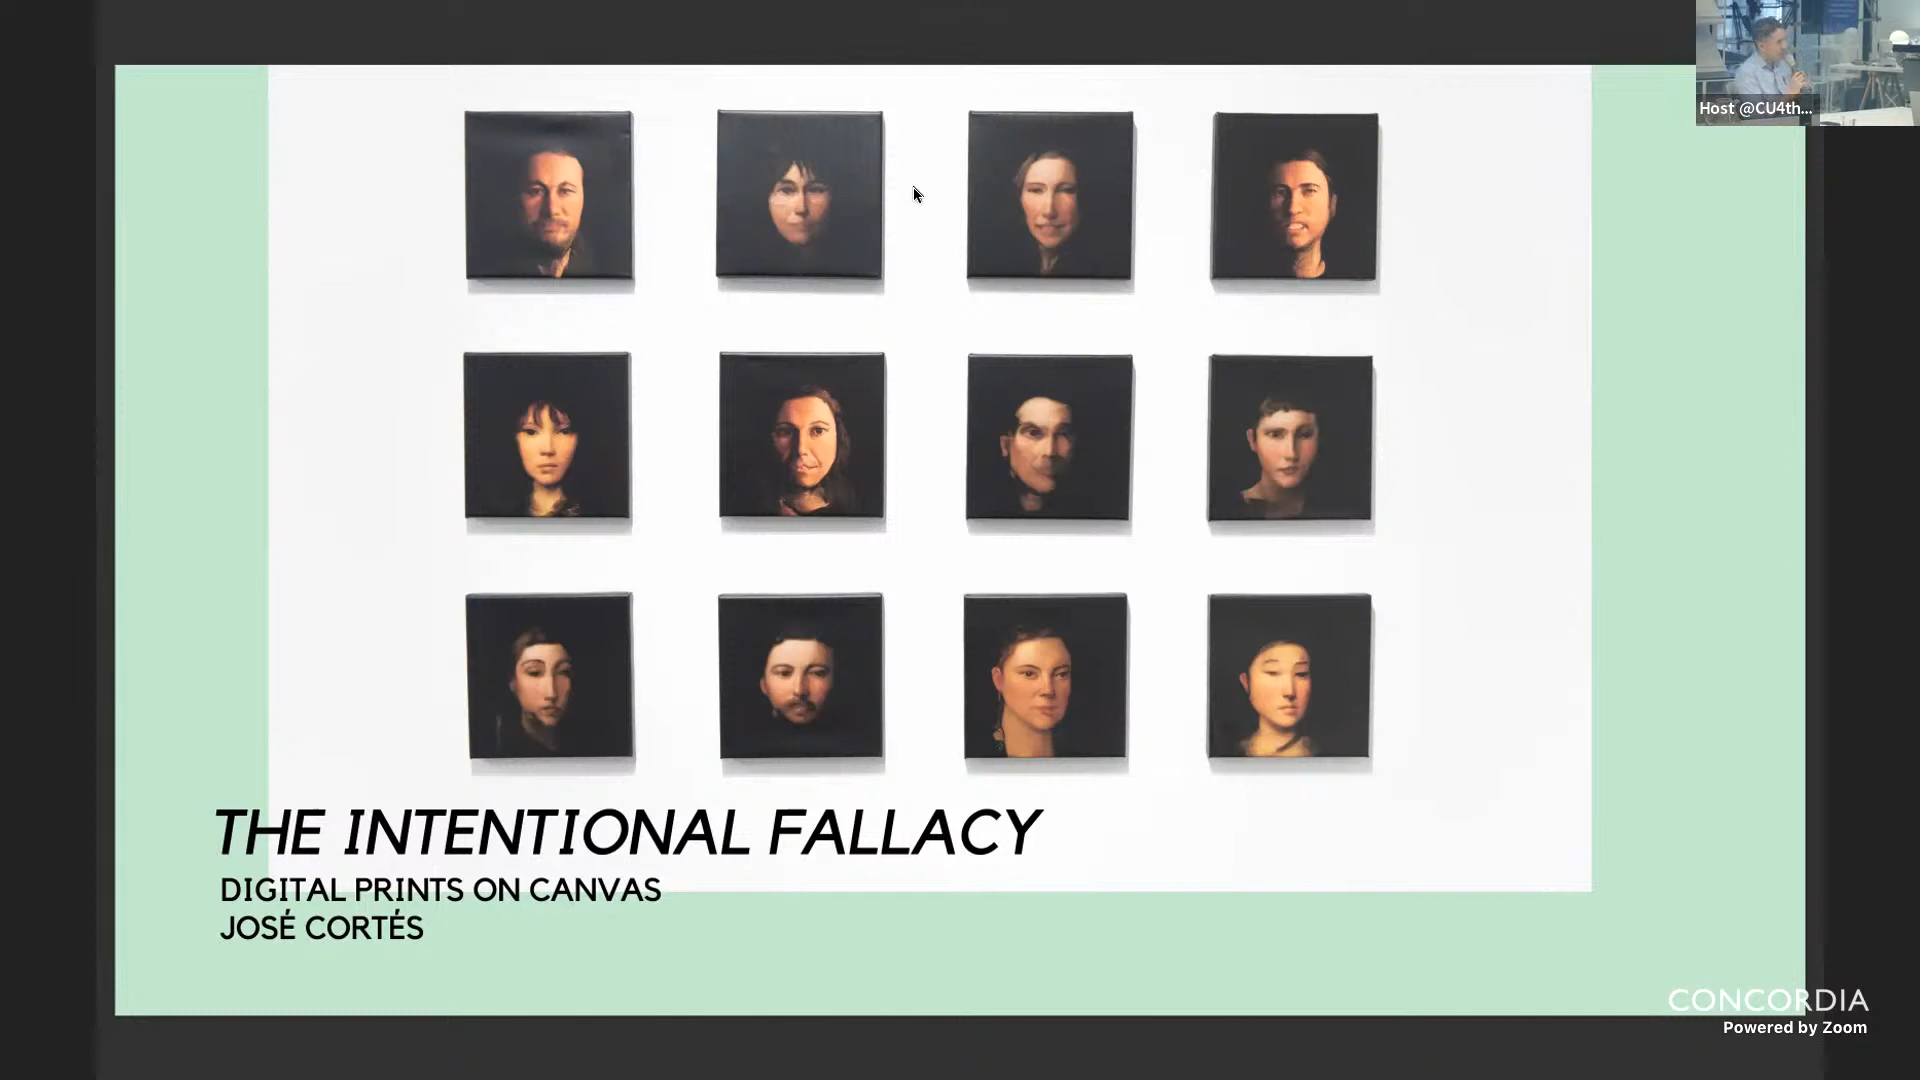 Host @CU4th...
THE INTENTIONAL FALLACY
DIGITAL PRINTS ON CANVAS
JOSÉ CORTÉS
CONCORDIA
Powered by Zoom